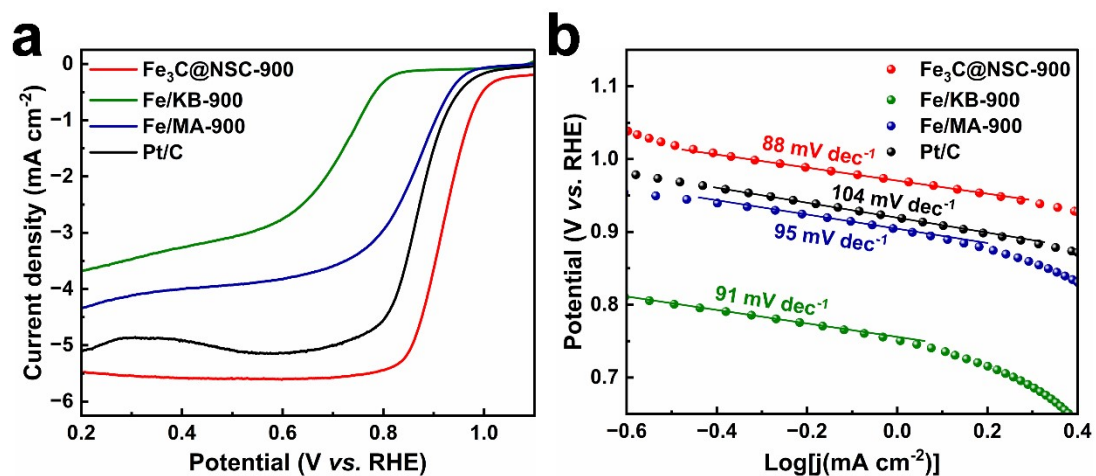 a
Current density (mA cm⁻²)
0
−1
−2
−3
−4
−5
−6
Fe₃C@NSC-900
Fe/KB-900
Fe/MA-900
Pt/C
0.2 0.4 0.6 0.8 1.0
Potential (V vs. RHE)
b
Potential (V vs. RHE)
1.1
1.0
0.9
0.8
0.7
Fe₃C@NSC-900
Fe/KB-900
Fe/MA-900
Pt/C
88 mV dec⁻¹
104 mV dec⁻¹
95 mV dec⁻¹
91 mV dec⁻¹
−0.6 −0.4 −0.2 0.0 0.2 0.4
Log[j(mA cm⁻²)]